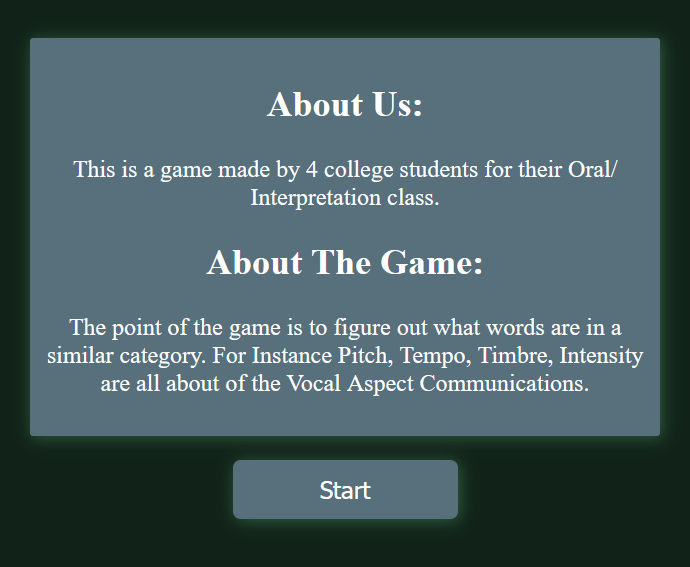 About Us:
This is a game made by 4 college students for their Oral/
Interpretation class.
About The Game:
The point of the game is to figure out what words are in a
similar category. For Instance Pitch, Tempo, Timbre, Intensity
are all about of the Vocal Aspect Communications.
Start